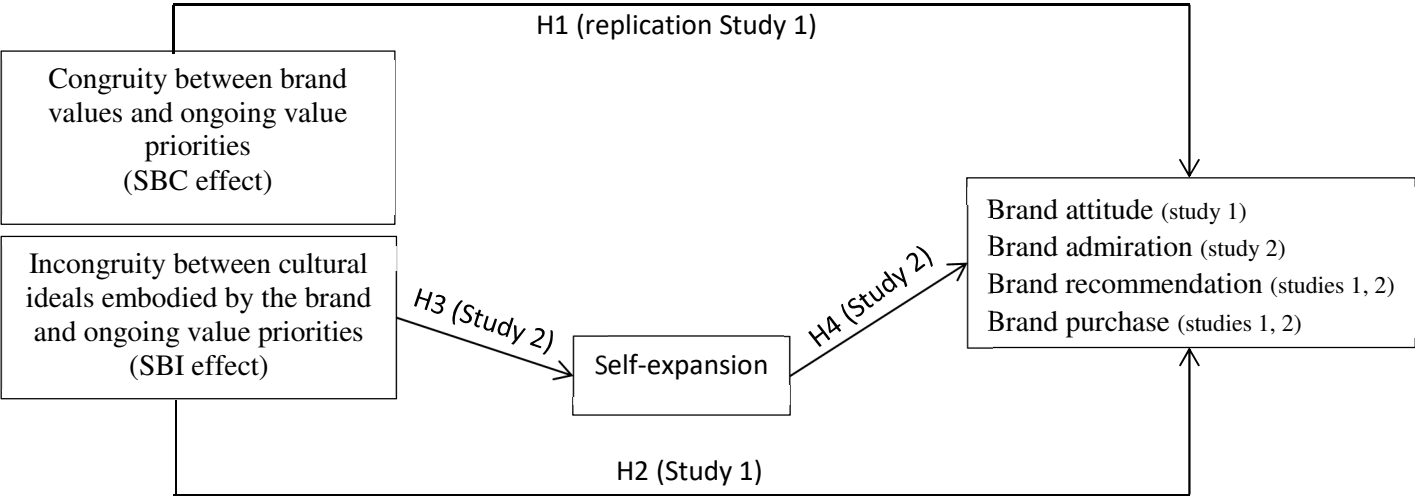 H1 (replication Study 1)
Congruity between brand
values and ongoing value
priorities
(SBC effect)
Incongruity between cultural
ideals embodied by the brand
and ongoing value priorities
(SBI effect)
H3 (Study 2)
Self-expansion
H4 (Study 2)
Brand attitude (study 1)
Brand admiration (study 2)
Brand recommendation (studies 1, 2)
Brand purchase (studies 1, 2)
H2 (Study 1)